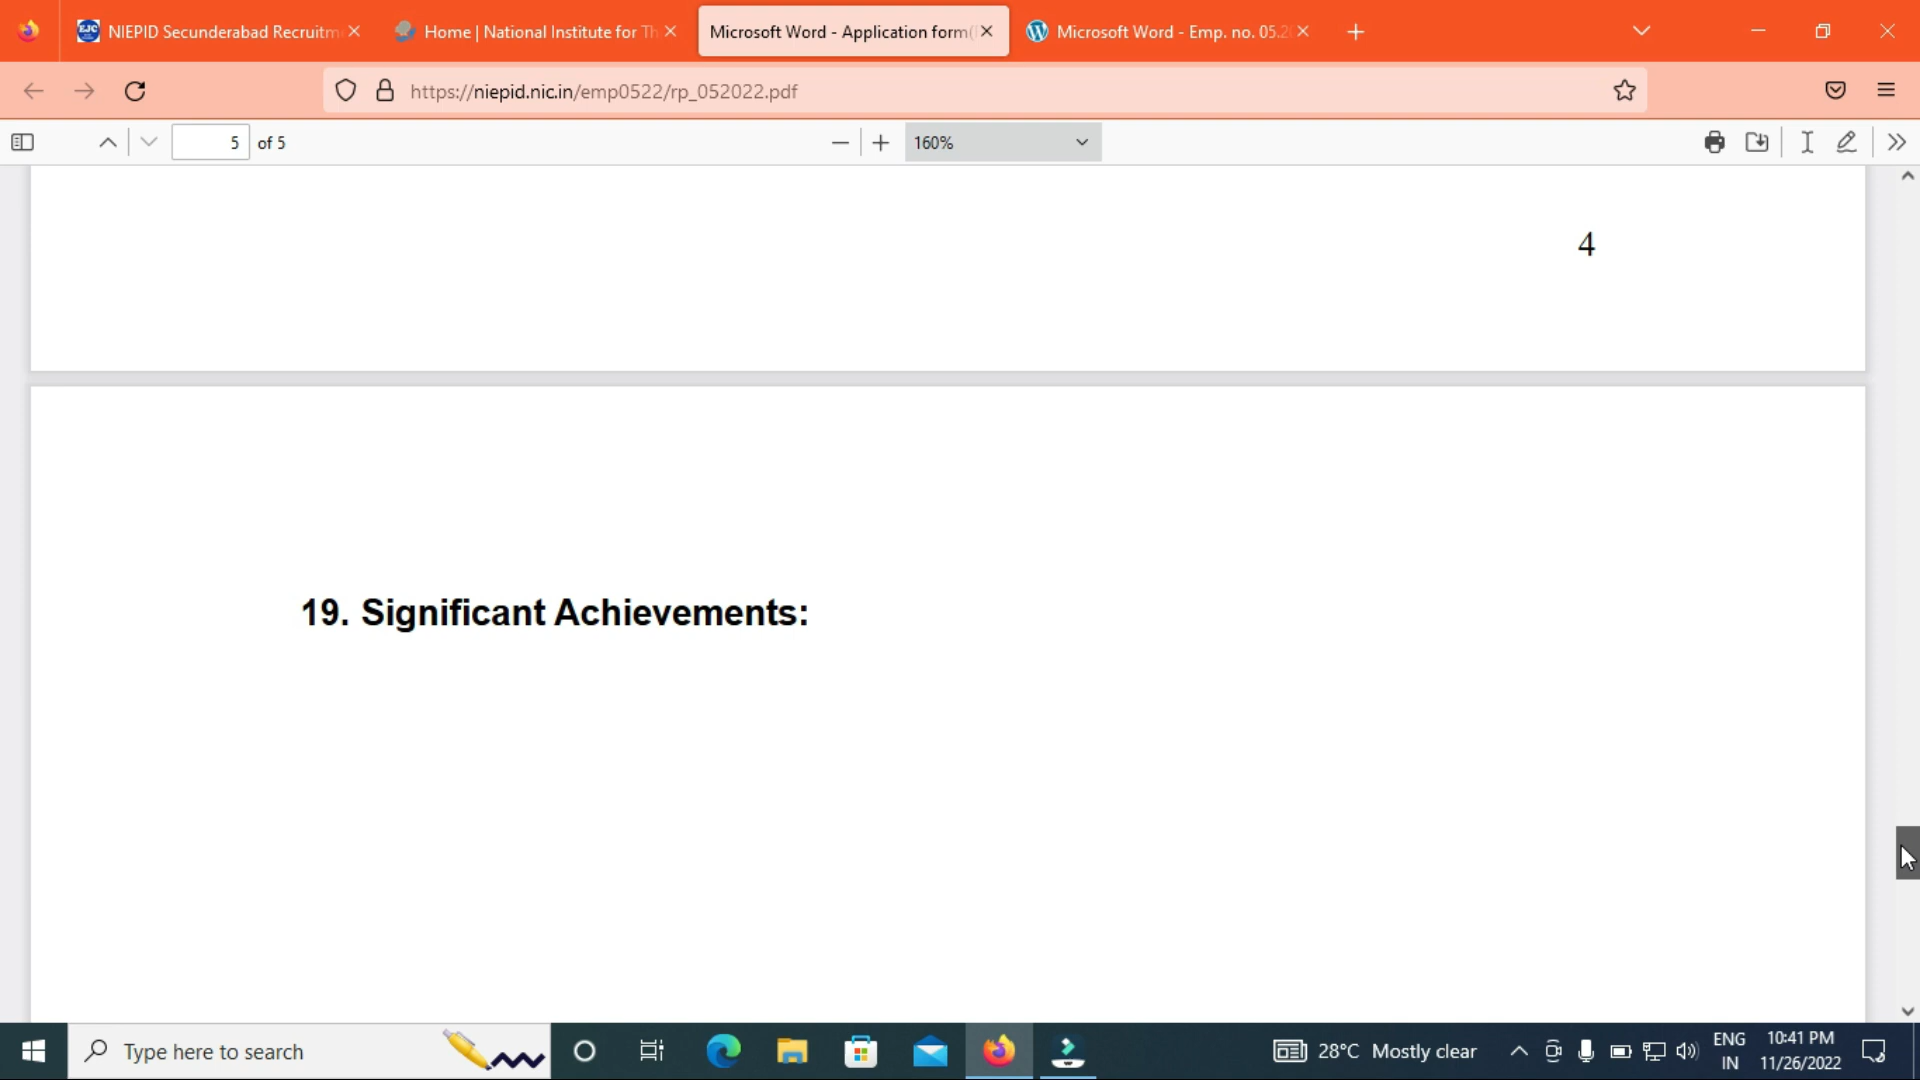 NIEPID Secunderabad Recruitm
Home | National Institute for Th
Microsoft Word - Application form(
Microsoft Word - Emp. no. 05.2
https://niepid.nic.in/emp0522/rp_052022.pdf
5 of 5
160%
4
19. Significant Achievements:
Type here to search
28°C Mostly clear
ENG
IN
10:41 PM
11/26/2022